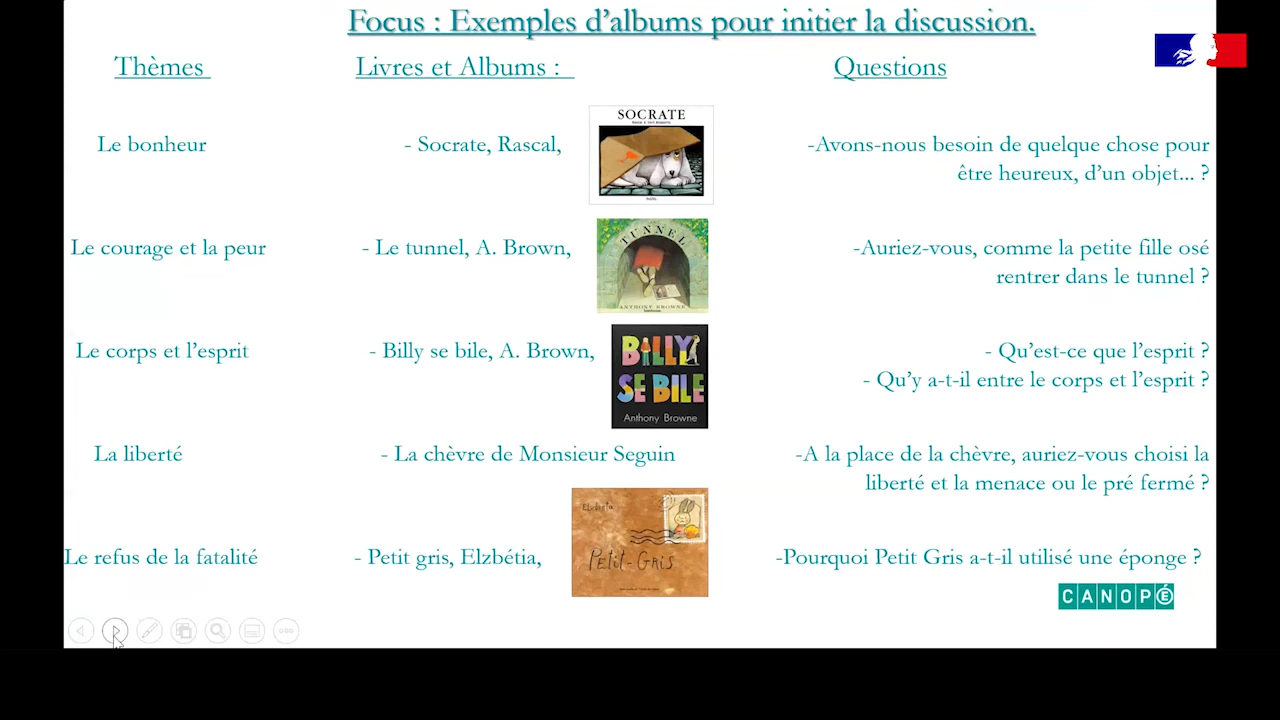 Focus : Exemples d’albums pour initier la discussion.
Thèmes
Livres et Albums :
Questions
Le bonheur
- Socrate, Rascal,
SOCRATE
-Avons-nous besoin de quelque chose pour
être heureux, d’un objet... ?
Le courage et la peur
- Le tunnel, A. Brown,
TUNNEL
ANTHONY BROWNE
-Auriez-vous, comme la petite fille osé
rentrer dans le tunnel ?
Le corps et l’esprit
- Billy se bile, A. Brown,
BILLY
SE BILE
Anthony Browne
- Qu’est-ce que l’esprit ?
- Qu’y a-t-il entre le corps et l’esprit ?
La liberté
- La chèvre de Monsieur Seguin
-A la place de la chèvre, auriez-vous choisi la
liberté et la menace ou le pré fermé ?
Le refus de la fatalité
- Petit gris, Elzbétia,
Elzbieta
PETIT-GRIS
-Pourquoi Petit Gris a-t-il utilisé une éponge ?
CANOPÉ